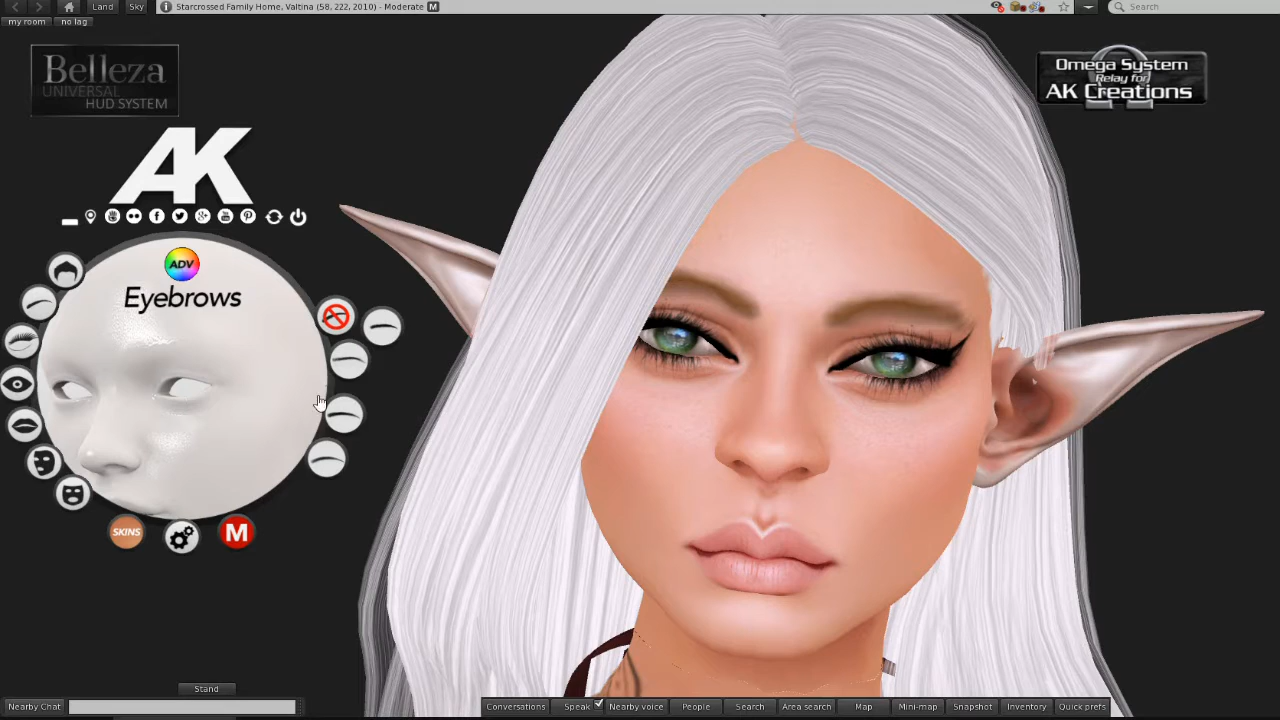 Land
Sky
Starcrossed Family Home, Valtina (58, 222, 2010) - Moderate
M
Search
my room
no lag
Belleza
UNIVERSAL
HUD SYSTEM
Omega System
Relay for
AK Creations
AK
ADV
Eyebrows
SKINS
M
Stand
Nearby Chat
Conversations
Speak
Nearby voice
People
Search
Area search
Map
Mini-map
Snapshot
Inventory
Quick prefs